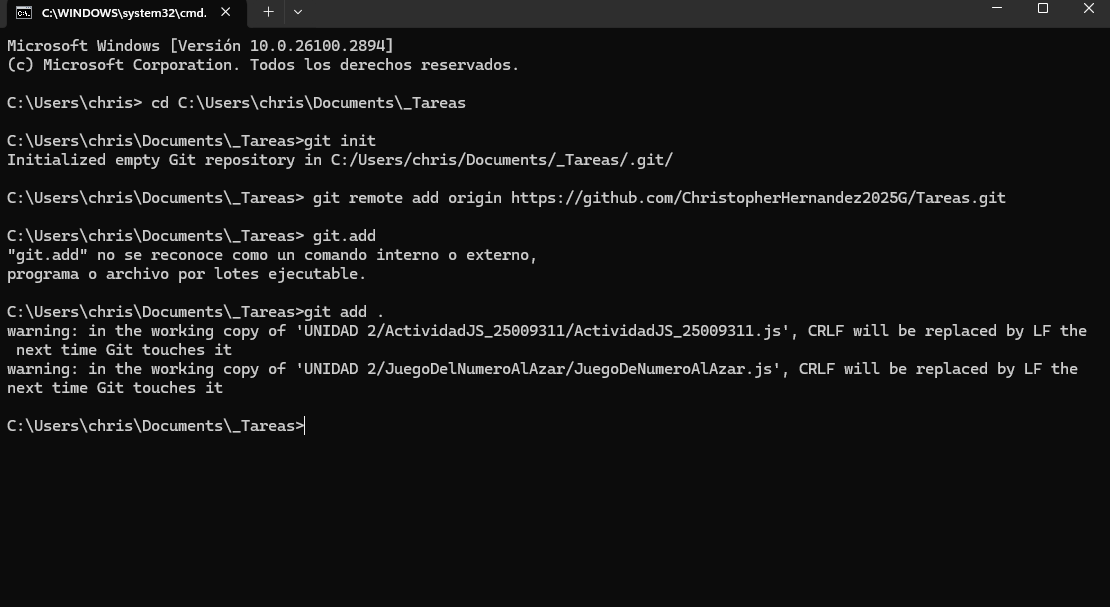 C:\WINDOWS\system32\cmd.
Microsoft Windows [Versión 10.0.26100.2894]
(c) Microsoft Corporation. Todos los derechos reservados.
C:\Users\chris> cd C:\Users\chris\Documents\_Tareas
C:\Users\chris\Documents\_Tareas>git init
Initialized empty Git repository in C:/Users/chris/Documents/_Tareas/.git/
C:\Users\chris\Documents\_Tareas> git remote add origin https://github.com/ChristopherHernandez2025G/Tareas.git
C:\Users\chris\Documents\_Tareas> git.add
"git.add" no se reconoce como un comando interno o externo,
programa o archivo por lotes ejecutable.
C:\Users\chris\Documents\_Tareas>git add .
warning: in the working copy of 'UNIDAD 2/ActividadJS_25009311/ActividadJS_25009311.js', CRLF will be replaced by LF the
 next time Git touches it
warning: in the working copy of 'UNIDAD 2/JuegoDelNumeroAlAzar/JuegoDeNumeroAlAzar.js', CRLF will be replaced by LF the
next time Git touches it
C:\Users\chris\Documents\_Tareas>